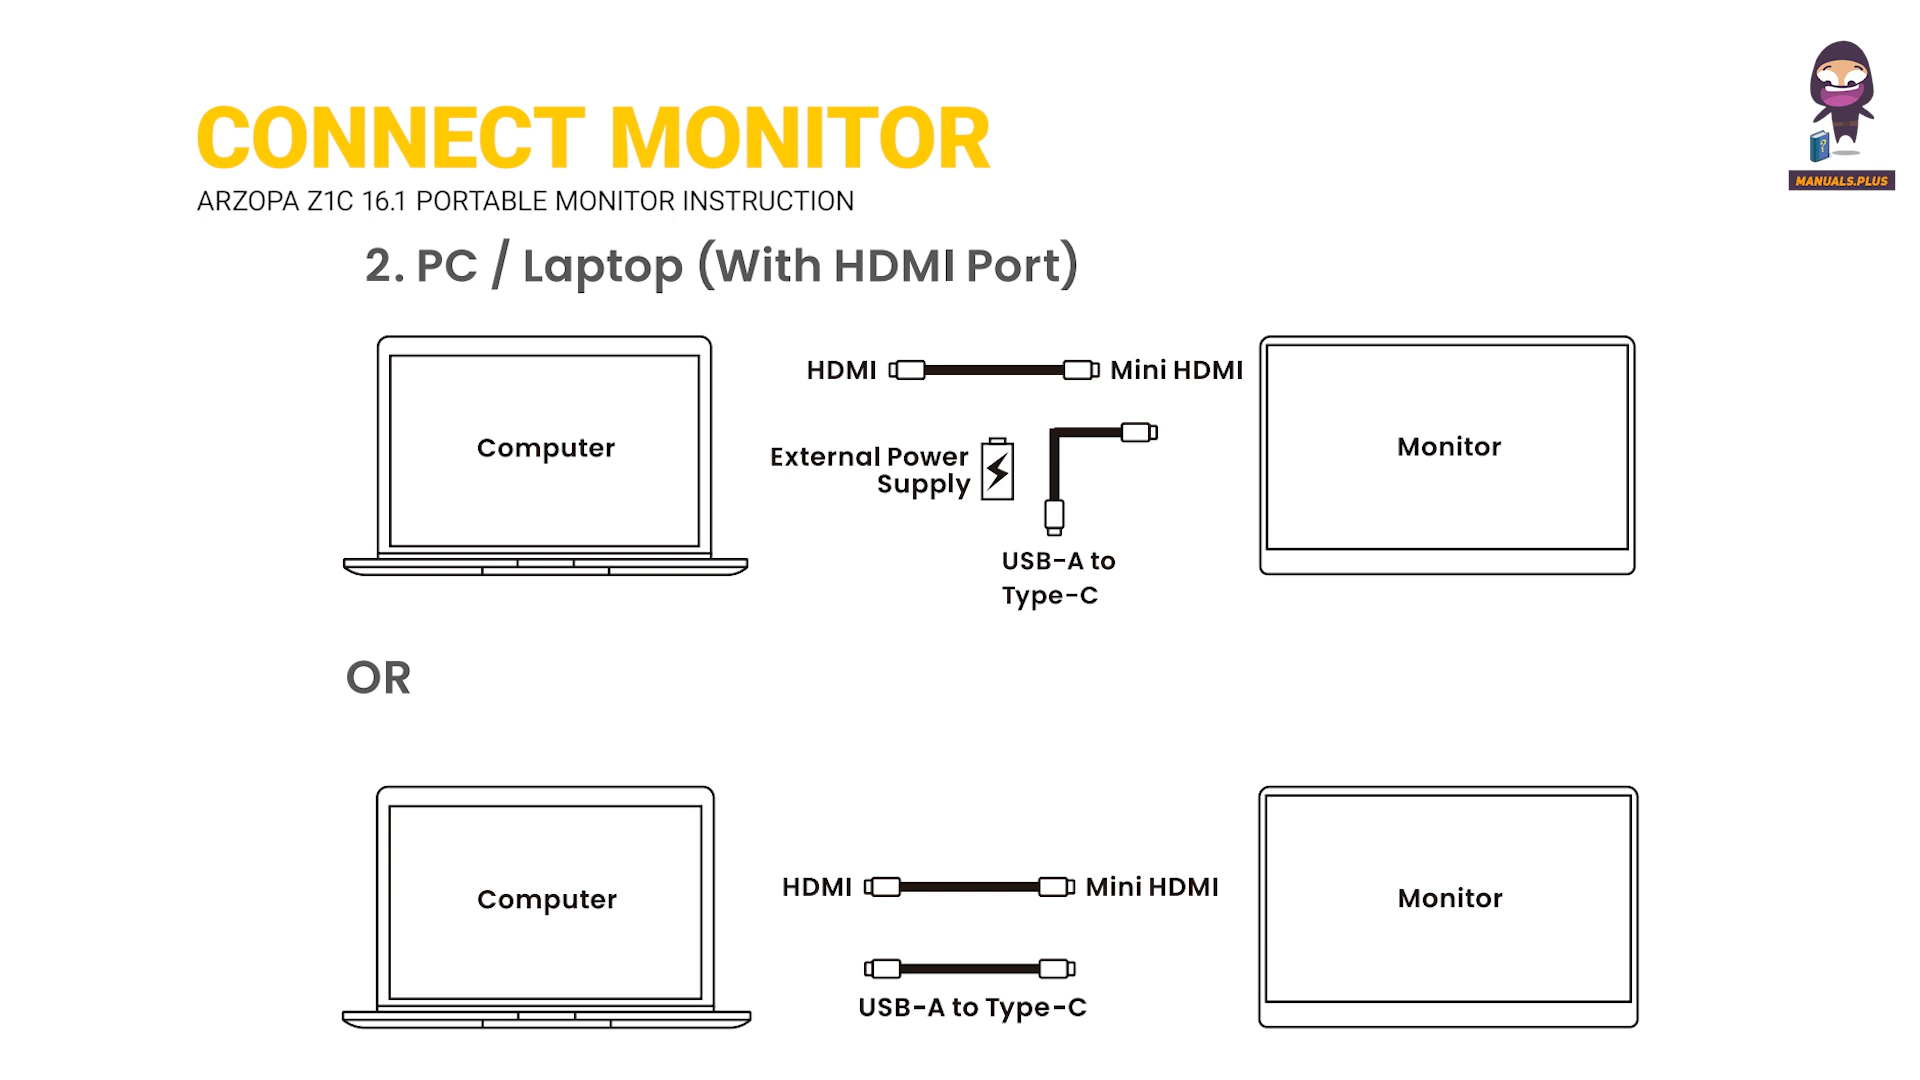 CONNECT MONITOR
ARZOPA Z1C 16.1 PORTABLE MONITOR INSTRUCTION
MANUALS.PLUS
2. PC / Laptop (With HDMI Port)
Computer
HDMI
Mini HDMI
External Power
Supply
USB-A to
Type-C
Monitor
OR
Computer
HDMI
Mini HDMI
USB-A to Type-C
Monitor